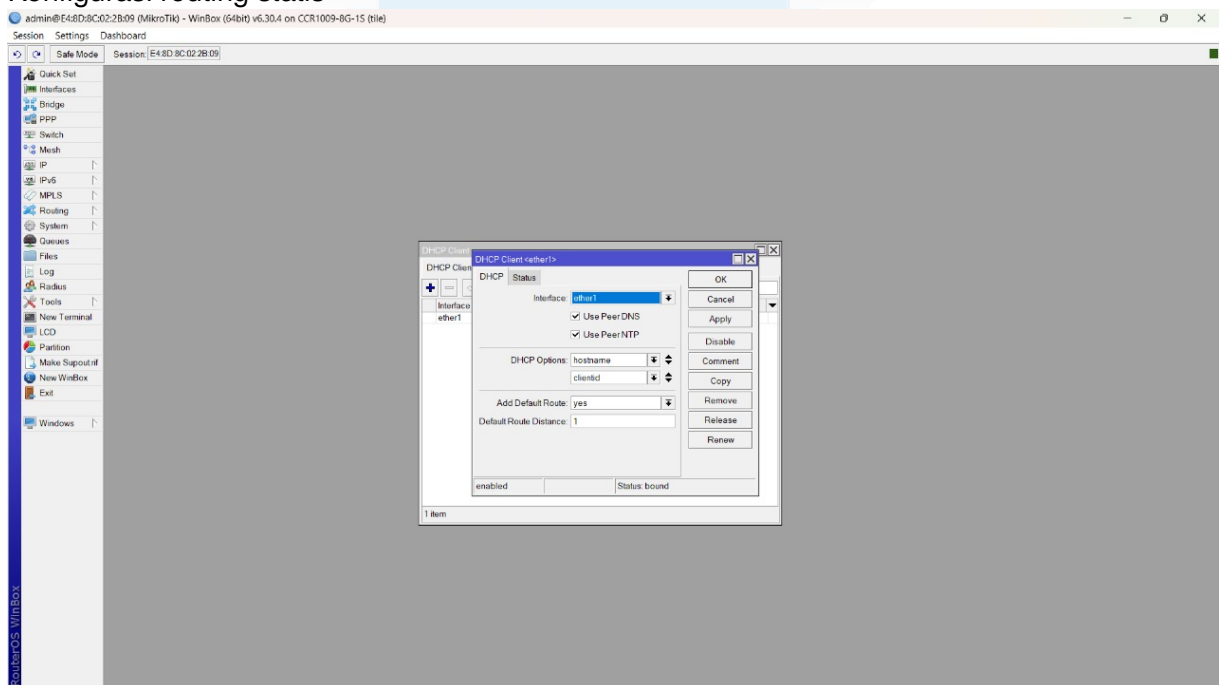 Konfigurasi routing statis
admin@E4:8D:8C:02:2B:09 (MikroTik) - WinBox (64bit) v6.30.4 on CCR1009-8G-1S (tile)
Session Settings Dashboard
Safe Mode Session: E4:8D:8C:02:2B:09
Quick Set
Interfaces
Bridge
PPP
Switch
Mesh
IP
IPv6
MPLS
Routing
System
Queues
Files
Log
Radius
Tools
New Terminal
LCD
Partition
Make Supout.rif
New WinBox
Exit
Windows
RouterOS WinBox
DHCP Client
DHCP Clien
Interface
ether1
1 item
DHCP Client <ether1>
DHCP Status
Interface: ether1
Use Peer DNS
Use Peer NTP
DHCP Options: hostname
clientid
Add Default Route: yes
Default Route Distance: 1
enabled Status: bound
OK
Cancel
Apply
Disable
Comment
Copy
Remove
Release
Renew